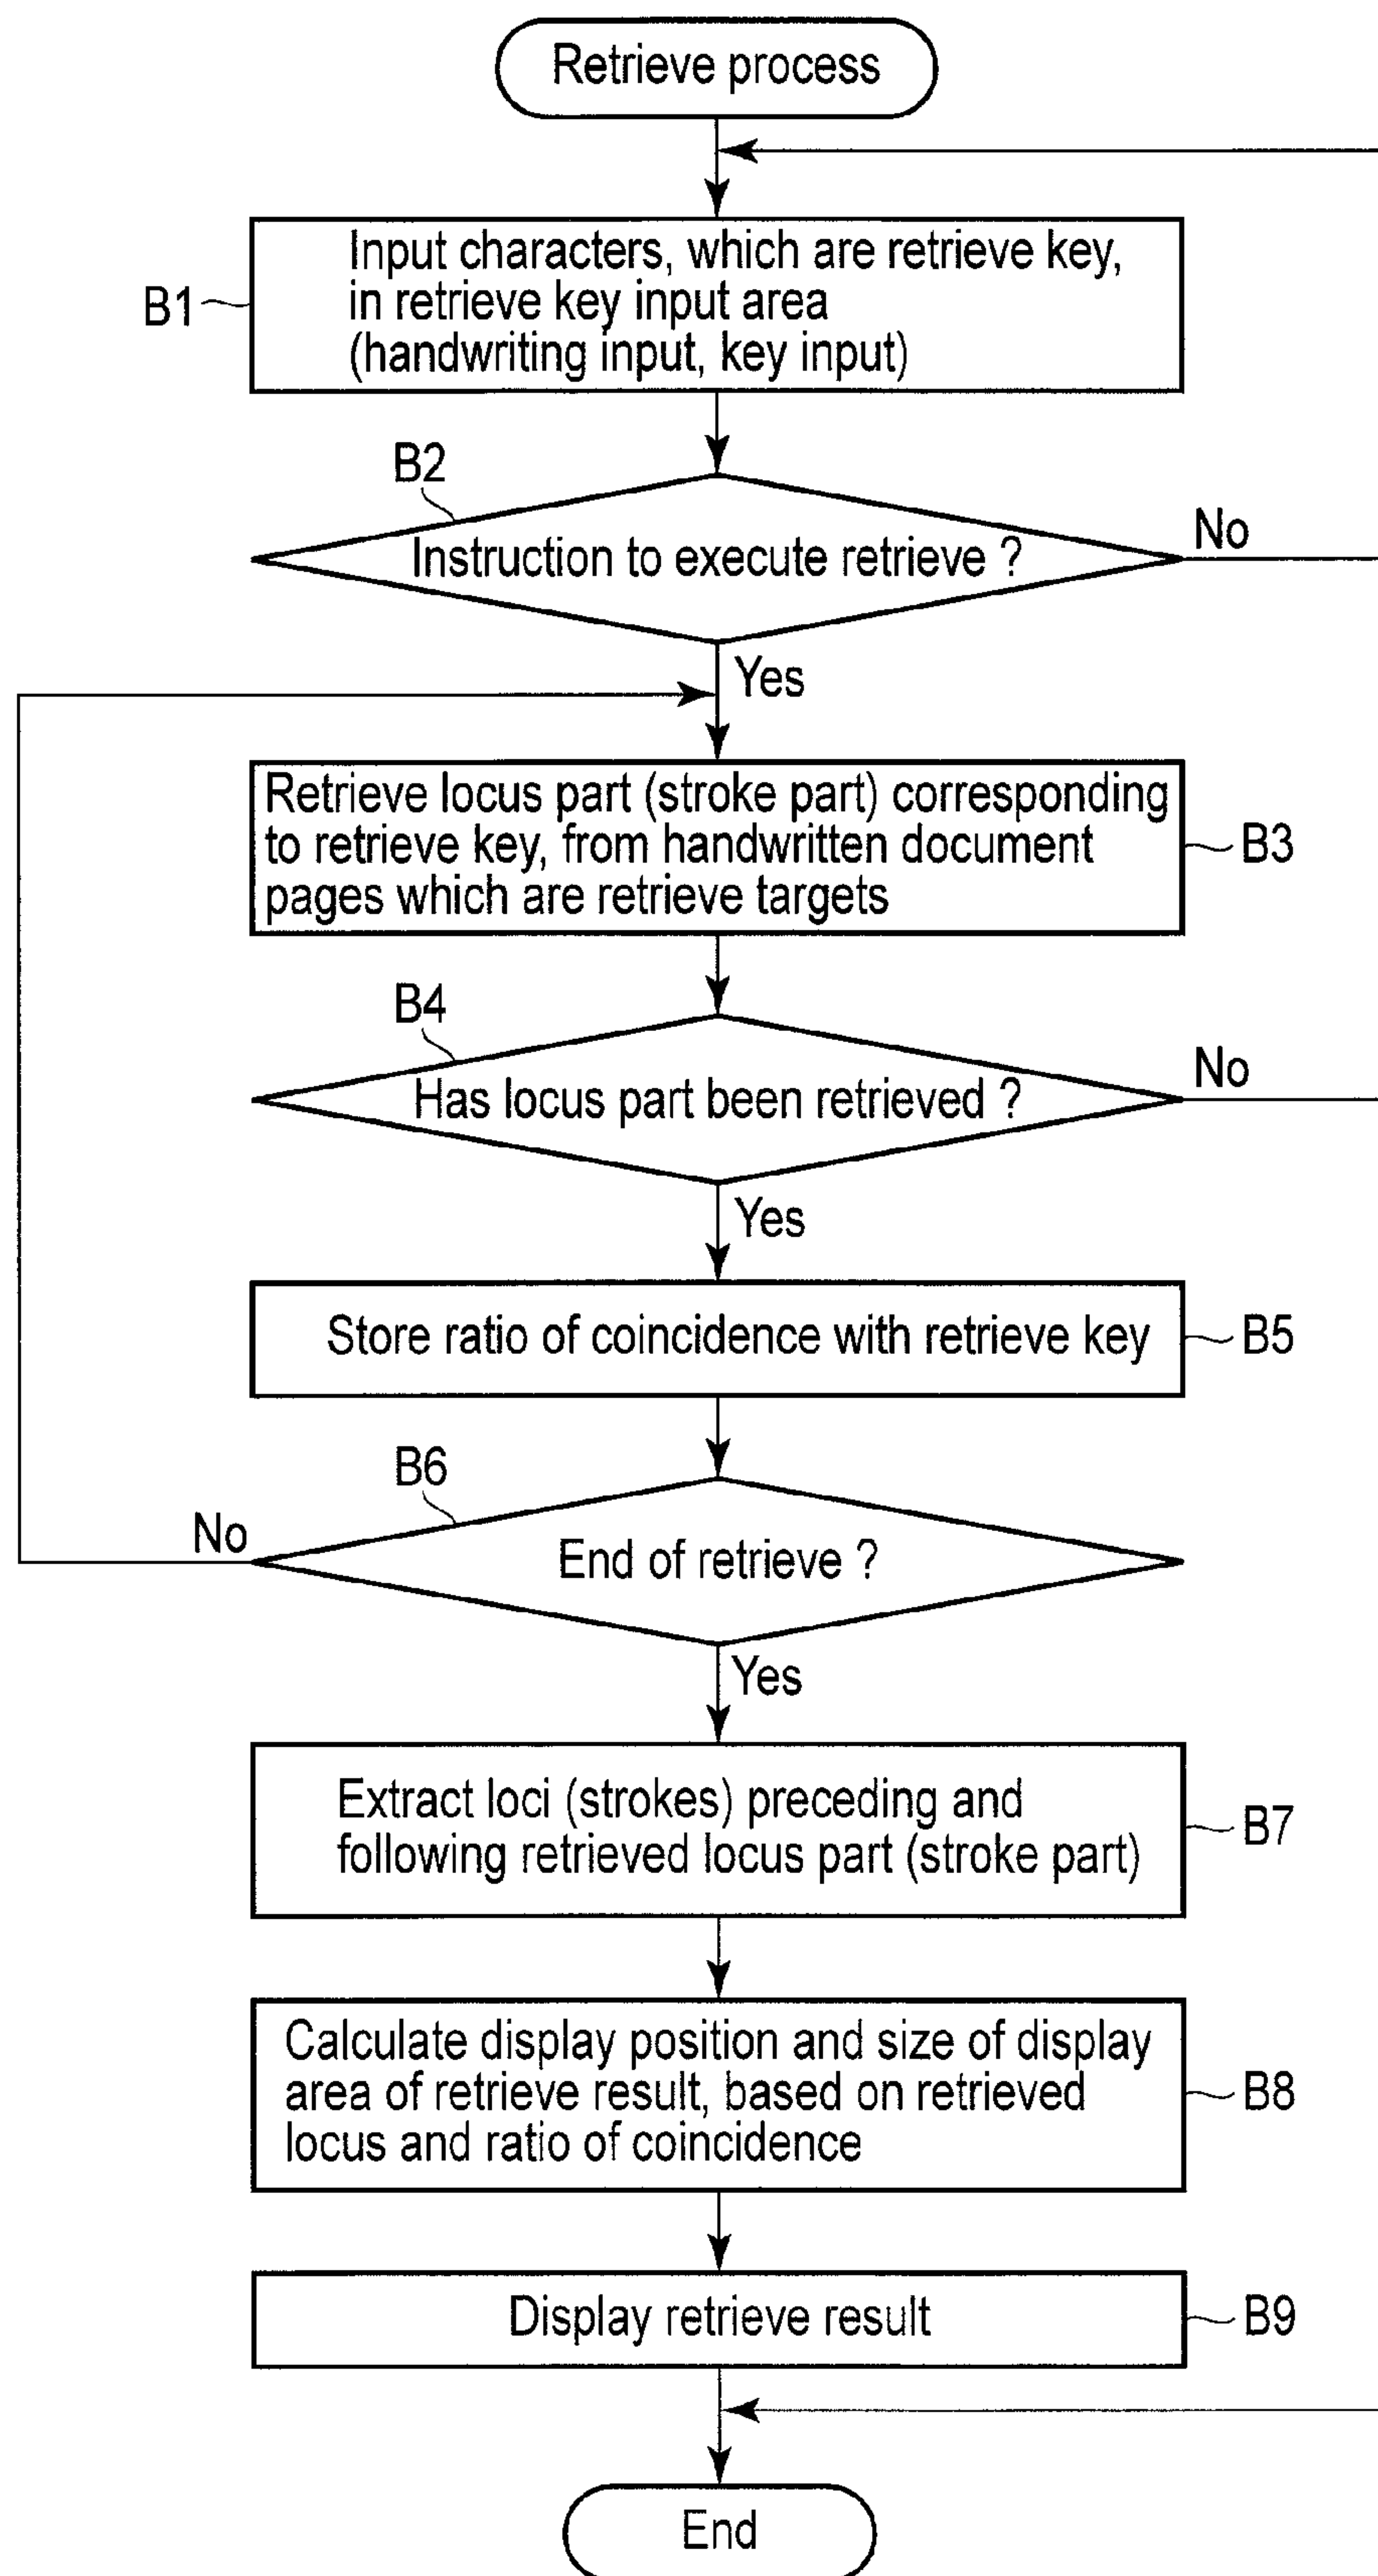 Retrieve process
Input characters, which are retrieve key,
in retrieve key input area
(handwriting input, key input)
B1
B2
Instruction to execute retrieve ?
No
Yes
Retrieve locus part (stroke part) corresponding
to retrieve key, from handwritten document
pages which are retrieve targets
B3
B4
Has locus part been retrieved ?
No
Yes
Store ratio of coincidence with retrieve key
B5
B6
No
End of retrieve ?
Yes
Extract loci (strokes) preceding and
following retrieved locus part (stroke part)
B7
Calculate display position and size of display
area of retrieve result, based on retrieved
locus and ratio of coincidence
B8
Display retrieve result
B9
End